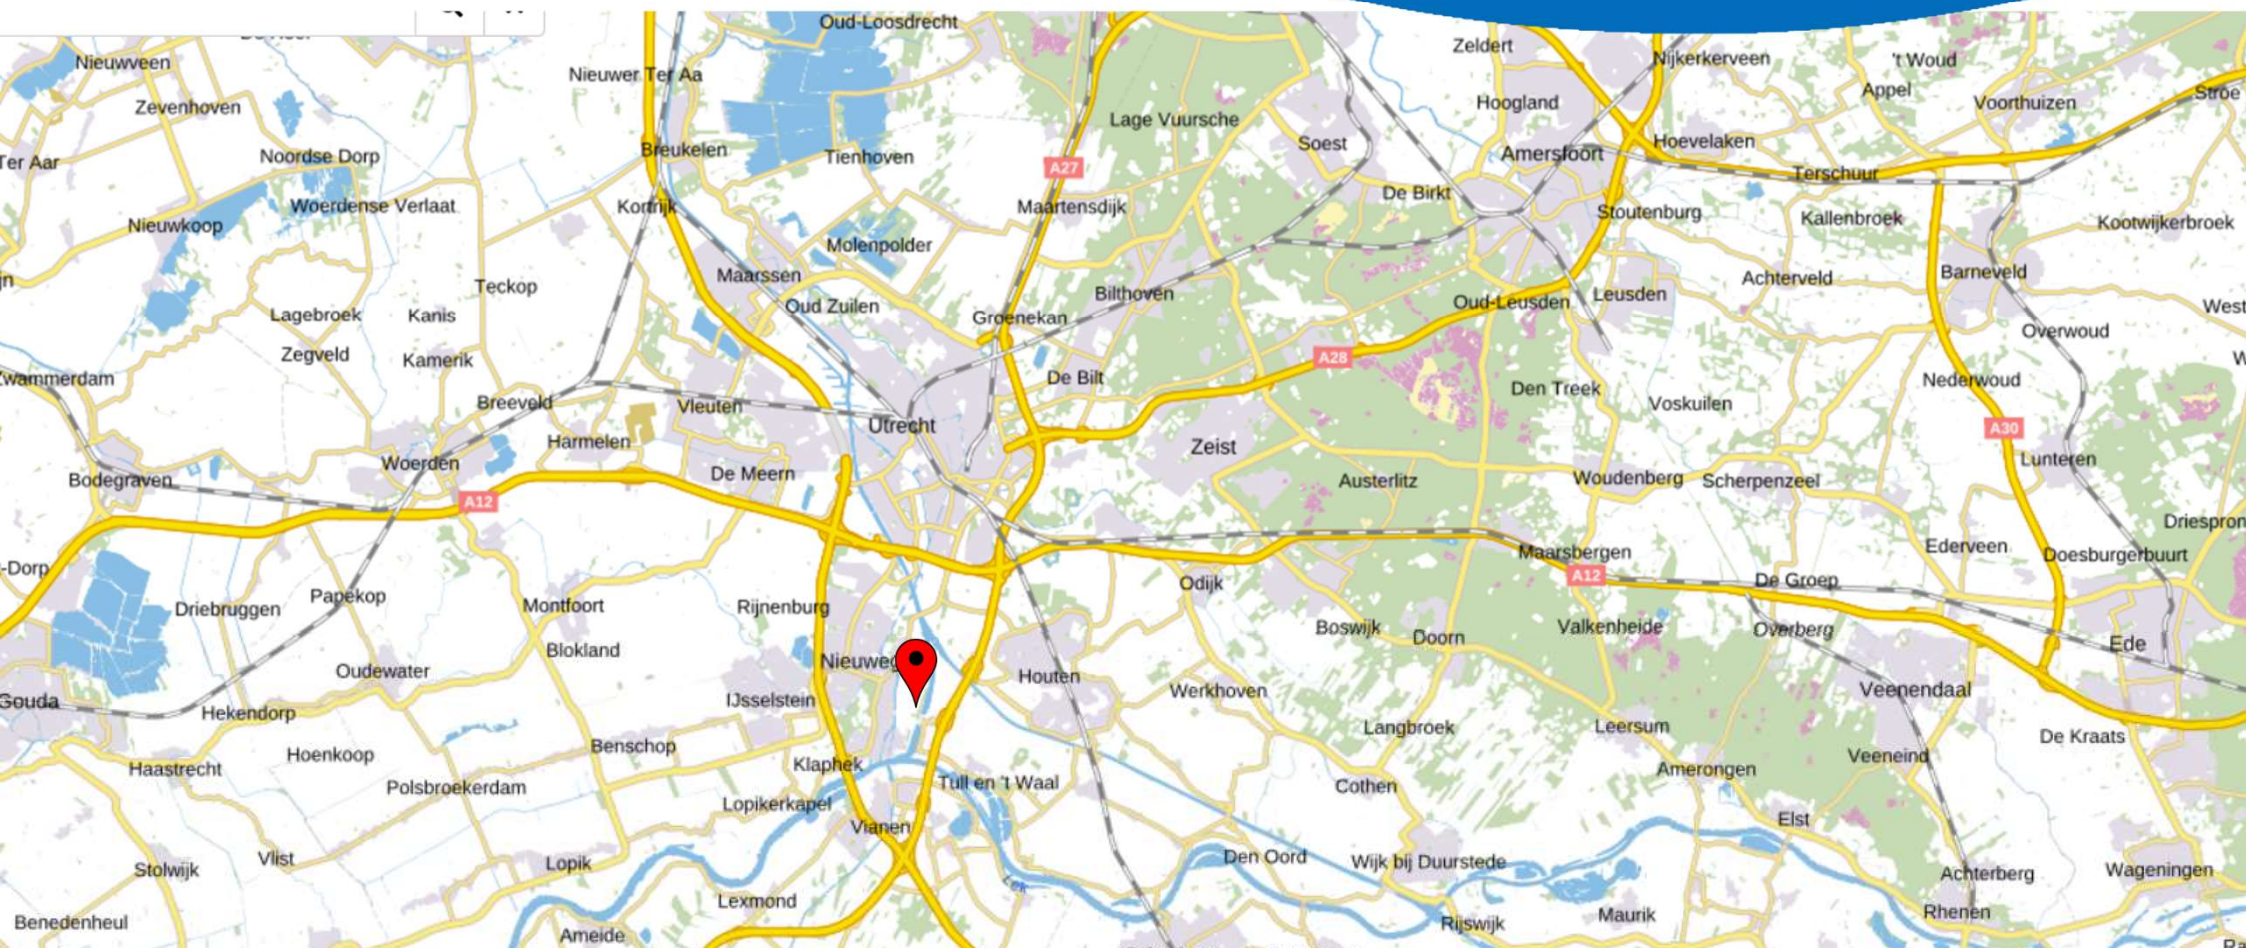 Oud-Loosdrecht
Zeldert
Nieuwveen
Nijkerkerveen
't Woud
Nieuwer Ter Aa
Appel
Stroe
Zevenhoven
Hoogland
Voorthuizen
Lage Vuursche
Soest
Hoevelaken
Breukelen
Amersfoort
Ter Aar
Noordse Dorp
Tienhoven
A27
Terschuur
De Birkt
Woerdense Verlaat
Kortrijk
Maartensdijk
Stoutenburg
Kallenbroek
Kootwijkerbroek
Nieuwkoop
Molenpolder
Maarssen
Barneveld
Achterveld
Teckop
Bilthoven
Leusden
Oud Zuilen
Oud-Leusden
West
Lagebroek
Kanis
Groenekan
Overwoud
Zegveld
Kamerik
A28
Zwammerdam
De Bilt
Nederwoud
Den Treek
Breeveld
Vleuten
Voskuilen
Utrecht
A30
Harmelen
Zeist
Woerden
Lunteren
De Meern
Bodegraven
Austerlitz
Woudenberg
Scherpenzeel
A12
Driespron
Ederveen
Maarsbergen
Doesburgerbuurt
-Dorp
A12
De Groep
Odijk
Papekop
Driebruggen
Montfoort
Rijnenburg
Boswijk
Doorn
Valkenheide
Overberg
Ede
Blokland
Nieuweg
Oudewater
Houten
Werkhoven
Veenendaal
Gouda
IJsselstein
Hekendorp
Langbroek
Leersum
De Kraats
Benschop
Hoenkoop
Veeneind
Haastrecht
Klaphek
Amerongen
Polsbroekerdam
Tull en 't Waal
Cothen
Lopikerkapel
Elst
Vianen
Vlist
Den Oord
Wijk bij Duurstede
Stolwijk
Lopik
Achterberg
Wageningen
Lek
Lexmond
Rhenen
Maurik
Benedenheul
Rijswijk
Ameide